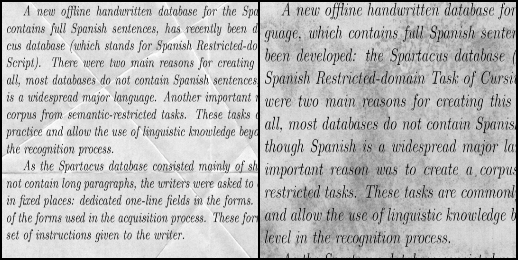 A new offline handwritten database for the Spa
contains full Spanish sentences, has recently been d
cus database (which stands for Spanish Restricted-do
Script). There were two main reasons for creating
all, most databases do not contain Spanish sentences
is a widespread major language. Another important r
corpus from semantic-restricted tasks. These tasks a
practice and allow the use of linguistic knowledge beyo
the recognition process.
As the Spartacus database consisted mainly of sh
not contain long paragraphs, the writers were asked to
in fixed places: dedicated one-line fields in the forms.
of the forms used in the acquisition process. These for
set of instructions given to the writer.
A new offline handwritten database for
guage, which contains full Spanish senten
been developed: the Spartacus database (
Spanish Restricted-domain Task of Cursi
were two main reasons for creating this
all, most databases do not contain Spanis
though Spanish is a widespread major la
important reason was to create a corpus
restricted tasks. These tasks are commonl
and allow the use of linguistic knowledge b
level in the recognition process.